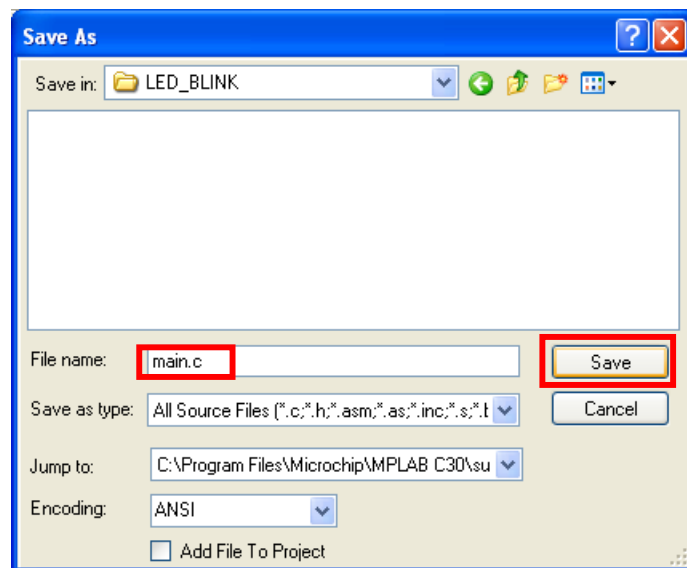 Save As
Save in: LED_BLINK
File name: main.c Save
Save as type: All Source Files (*.c;*.h;*.asm;*.as;*.inc;*.s;*.t Cancel
Jump to: C:\Program Files\Microchip\MPLAB C30\su
Encoding: ANSI
Add File To Project